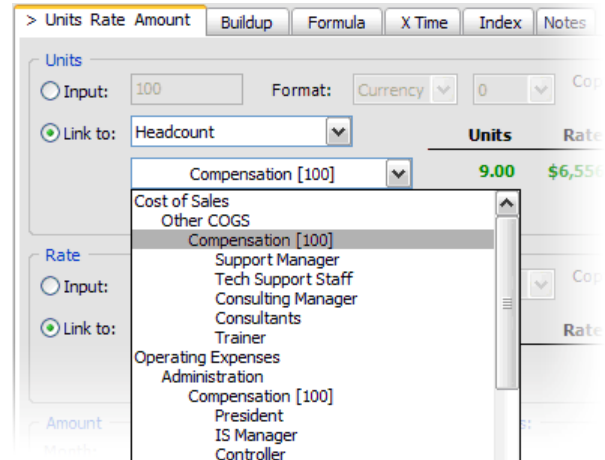 > Units Rate Amount Buildup Formula X Time Index Notes
Units
Input: 100 Format: Currency 0
Link to: Headcount Units Rate
Compensation [100] 9.00
Cost of Sales
Other COGS
Compensation [100]
Support Manager
Rate
Tech Support Staff
Input:
Consulting Manager
Consultants
Link to: Rate
Trainer
Operating Expenses
Administration
Compensation [100]
Amount
President
IS Manager
Controller